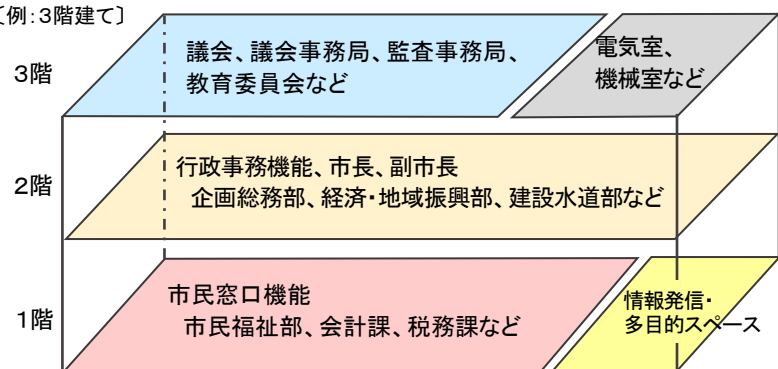 〔例：３階建て〕
議会、議会事務局、監査事務局、
教育委員会など
電気室、
機械室など
３階
行政事務機能、市長、副市長
企画総務部、経済・地域振興部、建設水道部など
２階
市民窓口機能
市民福祉部、会計課、税務課など
情報発信・
多目的スペース
１階